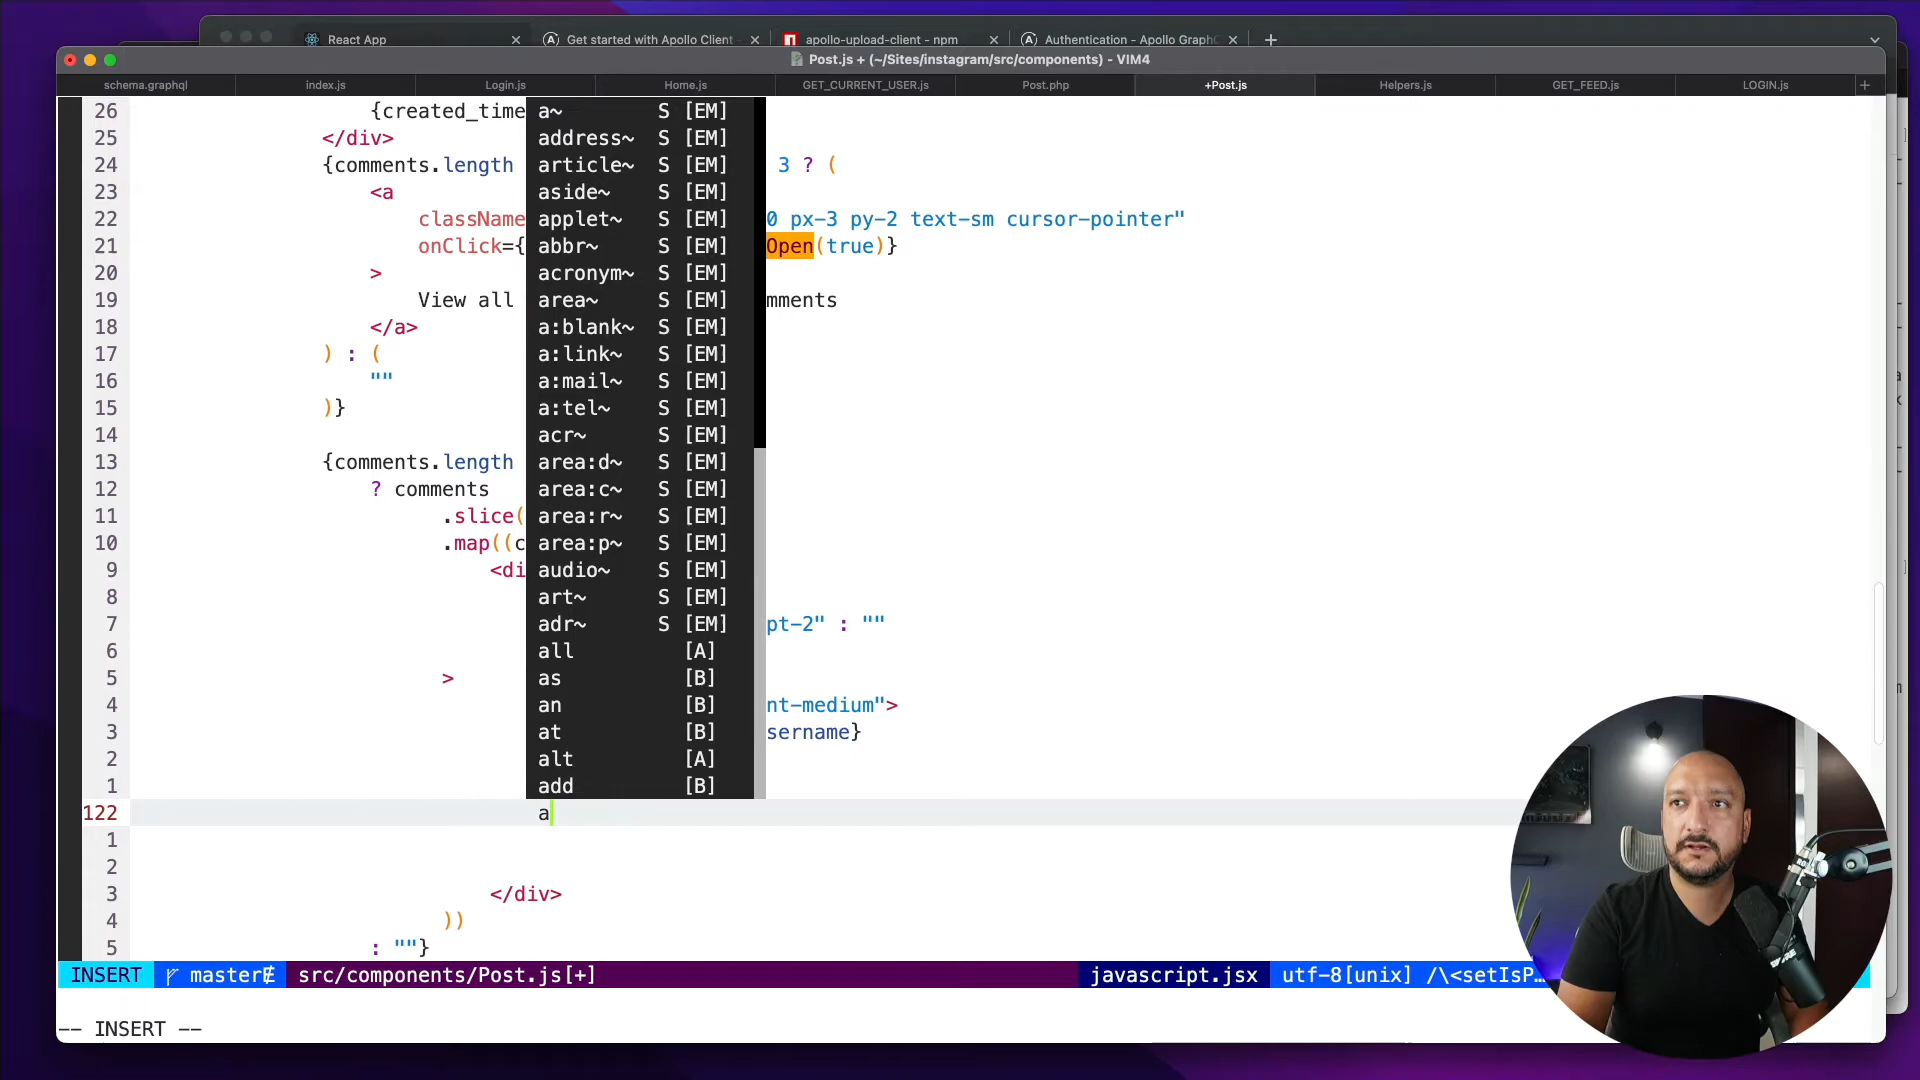 React App
Get started with Apollo Client
apollo-upload-client - npm
Authentication - Apollo GraphC
Post.js + (~/Sites/instagram/src/components) - VIM4
schema.graphql
index.js
Login.js
Home.js
GET_CURRENT_USER.js
Post.php
+Post.js
Helpers.js
GET_FEED.js
LOGIN.js
26 {created_time a~ S [EM]
25 </div> address~ S [EM]
24 {comments.length article~ S [EM] 3 ? (
23 <a aside~ S [EM]
22 className applet~ S [EM] 0 px-3 py-2 text-sm cursor-pointer"
21 onClick={ abbr~ S [EM] Open(true)}
20 > acronym~ S [EM]
19 View all area~ S [EM] mments
18 </a> a:blank~ S [EM]
17 ) : ( a:link~ S [EM]
16 "" a:mail~ S [EM]
15 )} a:tel~ S [EM]
14 acr~ S [EM]
13 {comments.length area:d~ S [EM]
12 ? comments area:c~ S [EM]
11 .slice( area:r~ S [EM]
10 .map((c area:p~ S [EM]
9 <di audio~ S [EM]
8 art~ S [EM]
7 adr~ S [EM] pt-2" : ""
6 all [A]
5 > as [B]
4 an [B] nt-medium">
3 at [B] sername}
2 alt [A]
1 add [B]
122 a
1
2
3 </div>
4 ))
5 : ""}
INSERT master src/components/Post.js[+] javascript.jsx utf-8[unix] /\<setIsP…
-- INSERT --